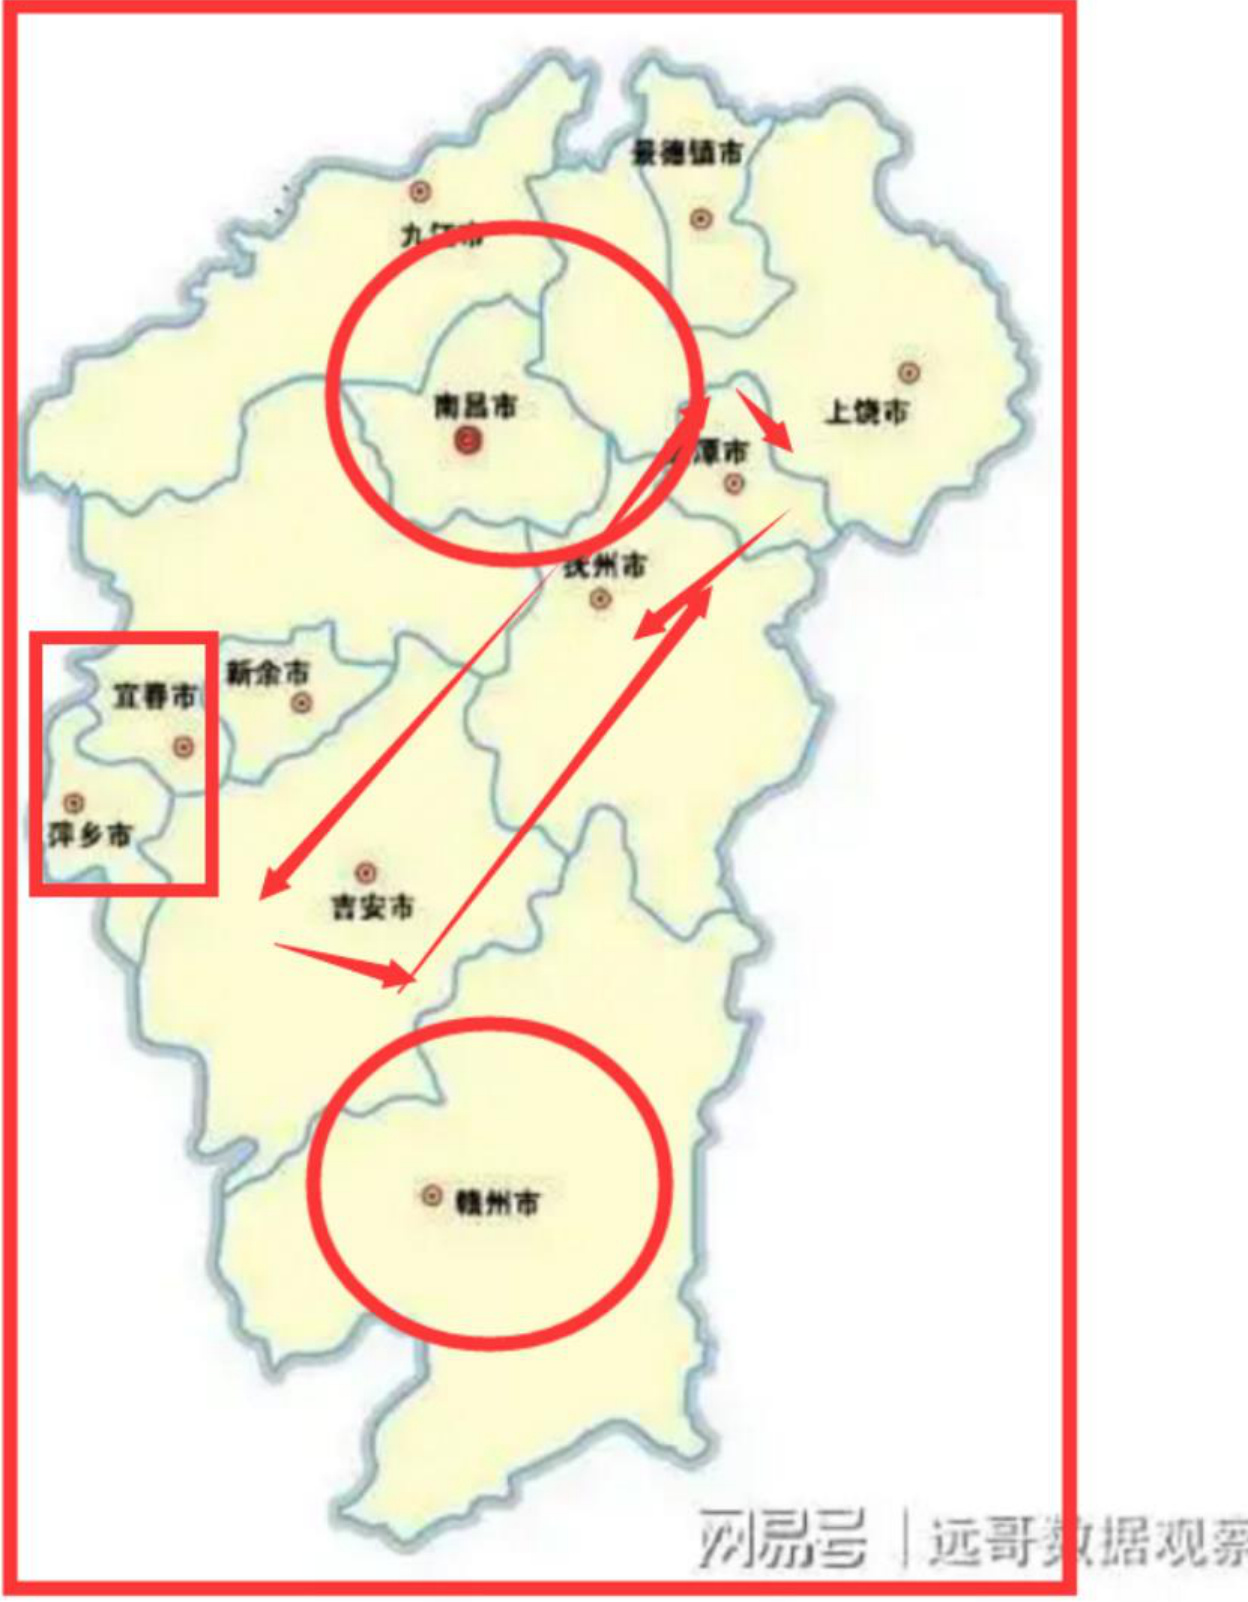 景德镇市
九江市
南昌市
上饶市
潭市
抚州市
新余市
宜春市
萍乡市
吉安市
赣州市
网易号 | 远哥数据观察